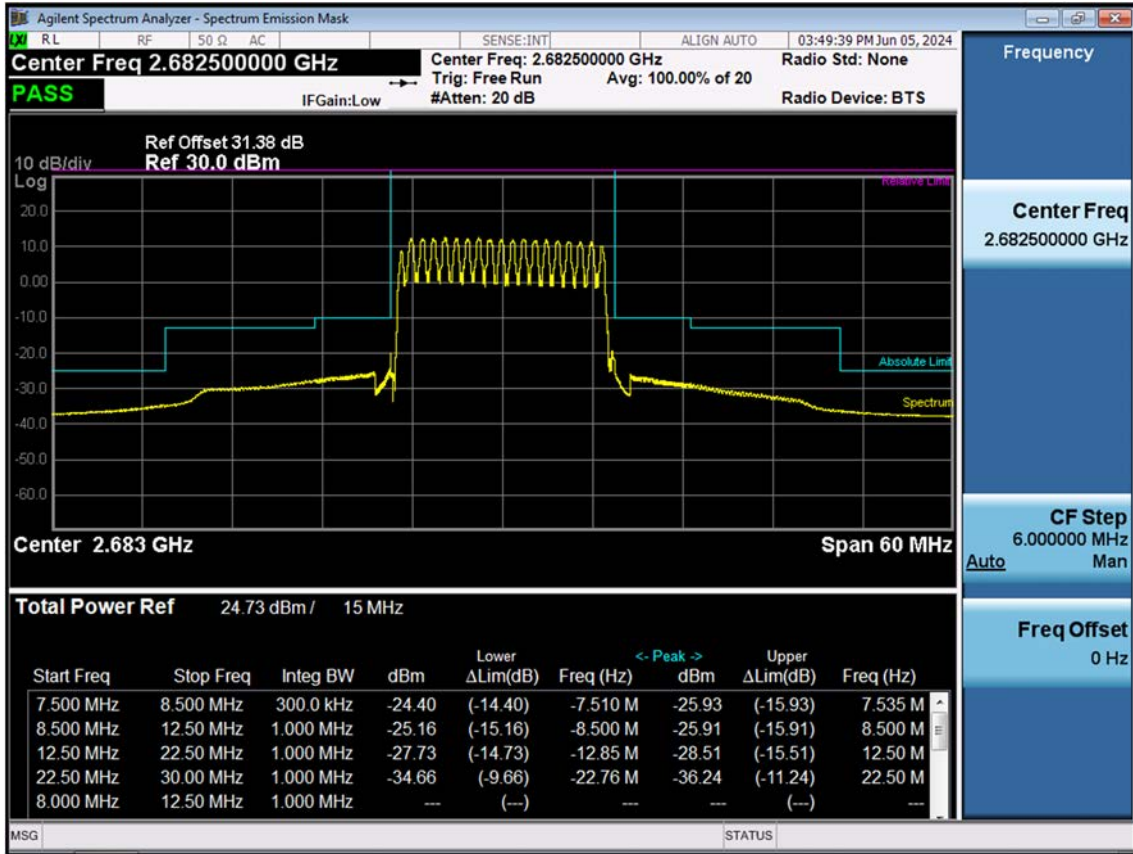 Agilent Spectrum Analyzer - Spectrum Emission Mask
LXI RL RF 50 Ω AC SENSE:INT ALIGN AUTO 03:49:39 PM Jun 05, 2024
Center Freq 2.682500000 GHz
PASS
IFGain:Low
Center Freq: 2.682500000 GHz
Trig: Free Run Avg: 100.00% of 20
#Atten: 20 dB
Radio Std: None
Radio Device: BTS
Ref Offset 31.38 dB
10 dB/div Ref 30.0 dBm
Log
Relative Limit
20.0
10.0
0.00
-10.0
-20.0
Absolute Limit
-30.0
Spectrum
-40.0
-50.0
-60.0
Center 2.683 GHz Span 60 MHz
Total Power Ref 24.73 dBm / 15 MHz
Lower <- Peak -> Upper
Start Freq Stop Freq Integ BW dBm ΔLim(dB) Freq (Hz) dBm ΔLim(dB) Freq (Hz)
7.500 MHz 8.500 MHz 300.0 kHz -24.40 (-14.40) -7.510 M -25.93 (-15.93) 7.535 M
8.500 MHz 12.50 MHz 1.000 MHz -25.16 (-15.16) -8.500 M -25.91 (-15.91) 8.500 M
12.50 MHz 22.50 MHz 1.000 MHz -27.73 (-14.73) -12.85 M -28.51 (-15.51) 12.50 M
22.50 MHz 30.00 MHz 1.000 MHz -34.66 (-9.66) -22.76 M -36.24 (-11.24) 22.50 M
8.000 MHz 12.50 MHz 1.000 MHz --- (---) --- --- (---) ---
MSG STATUS
Frequency
Center Freq
2.682500000 GHz
CF Step
6.000000 MHz
Auto Man
Freq Offset
0 Hz